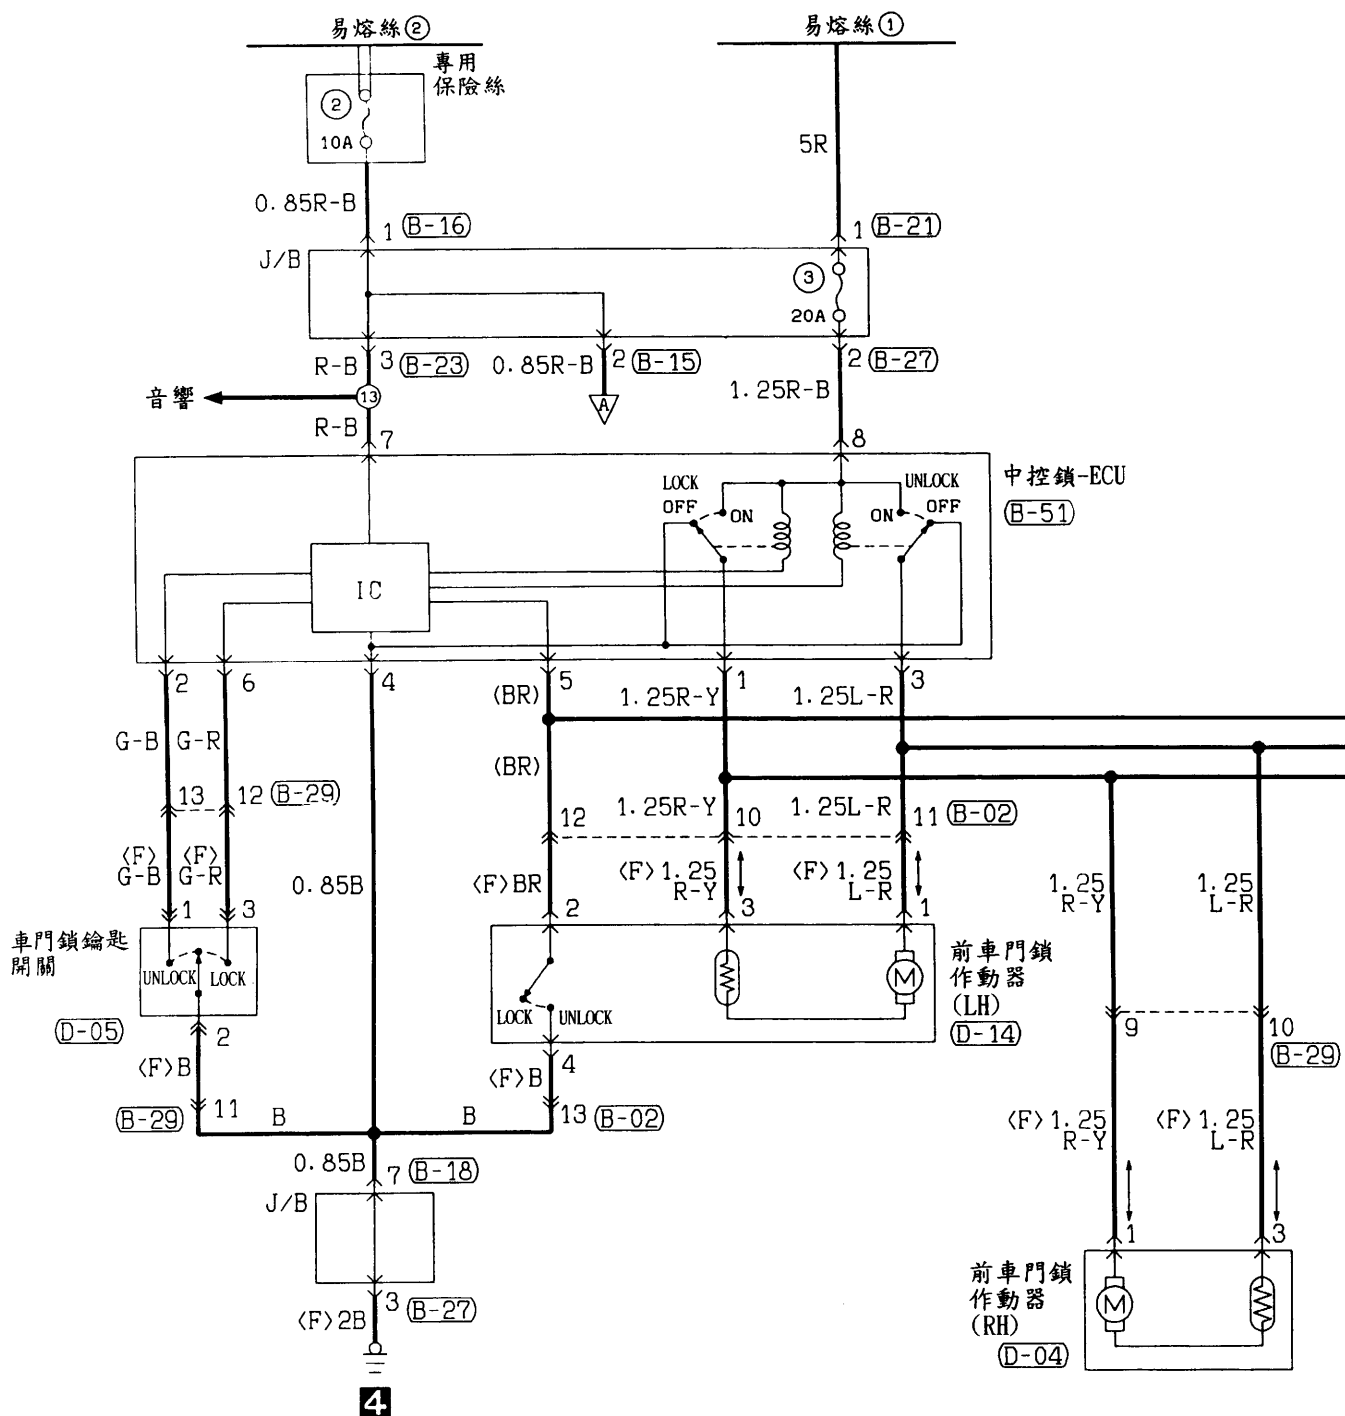 易熔絲②
易熔絲①
專用
保險絲
②
10A
5R
0.85R-B
1
B-16
1
B-21
J/B
③
20A
R-B
3
B-23
0.85R-B
2
B-15
2
B-27
音響
13
A
1.25R-B
R-B
7
8
LOCK
OFF
ON
UNLOCK
ON
OFF
中控鎖-ECU
B-51
IC
2
6
4
(BR)
5
1.25R-Y
1
1.25L-R
3
G-B
G-R
(BR)
13
12
B-29
12
1.25R-Y
10
1.25L-R
11
B-02
<F>
G-B
<F>
G-R
0.85B
<F>BR
<F>1.25
R-Y
<F>1.25
L-R
1.25
R-Y
1.25
L-R
1
3
2
3
1
車門鎖鑰匙
開關
UNLOCK
LOCK
LOCK
UNLOCK
M
前車門鎖
作動器
(LH)
D-14
D-05
2
9
10
B-29
<F>B
4
<F>B
B-29
11
B
B
13
B-02
<F>1.25
R-Y
<F>1.25
L-R
0.85B
7
B-18
J/B
1
3
3
B-27
<F>2B
前車門鎖
作動器
(RH)
D-04
M
4